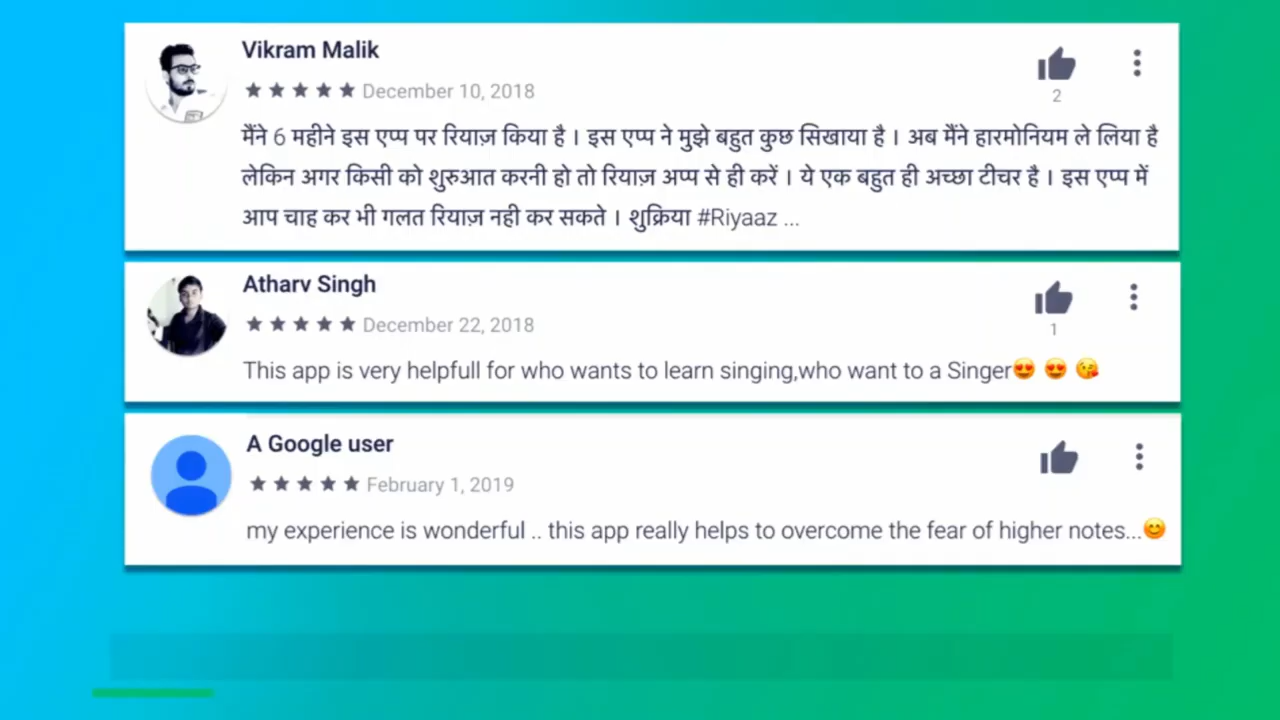 Vikram Malik
December 10, 2018
2
मैंने 6 महीने इस एप्प पर रियाज़ किया है । इस एप्प ने मुझे बहुत कुछ सिखाया है । अब मैंने हारमोनियम ले लिया है
लेकिन अगर किसी को शुरुआत करनी हो तो रियाज़ अप्प से ही करें । ये एक बहुत ही अच्छा टीचर है । इस एप्प में
आप चाह कर भी गलत रियाज़ नही कर सकते । शुक्रिया #Riyaaz ...
Atharv Singh
December 22, 2018
1
This app is very helpfull for who wants to learn singing,who want to a Singer😍 😍 😘
A Google user
February 1, 2019
my experience is wonderful .. this app really helps to overcome the fear of higher notes...😊